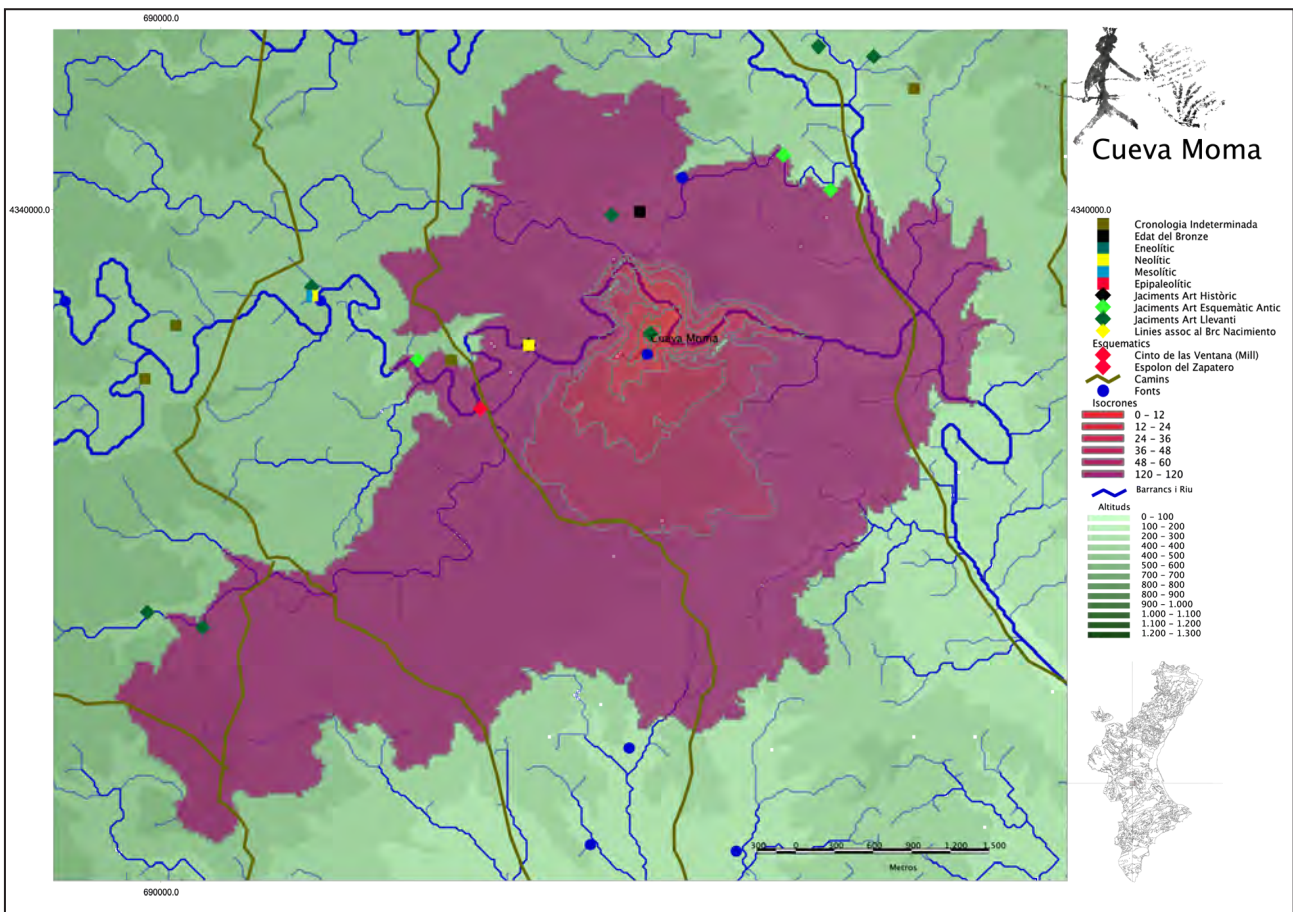 690000.0
Cueva Moma
4340000.0
4340000.0
Cronologia Indeterminada
Edat del Bronze
Eneolític
Neolític
Mesolític
Epipaleolític
Jaciments Art Històric
Jaciments Art Esquemàtic Antic
Jaciments Art Llevanti
Linies assoc al Brc Nacimiento
Esquematics
Cinto de las Ventana (Mill)
Espolon del Zapatero
Camins
Fonts
Isocrones
0 - 12
12 - 24
24 - 36
36 - 48
48 - 60
120 - 120
Barrancs i Riu
Altituds
0 - 100
100 - 200
200 - 300
400 - 400
400 - 500
500 - 600
700 - 700
800 - 800
800 - 900
900 - 1.000
1.000 - 1.100
1.100 - 1.200
1.200 - 1.300
Cueva Moma
300 0 300 600 900 1.200 1.500
Metros
690000.0